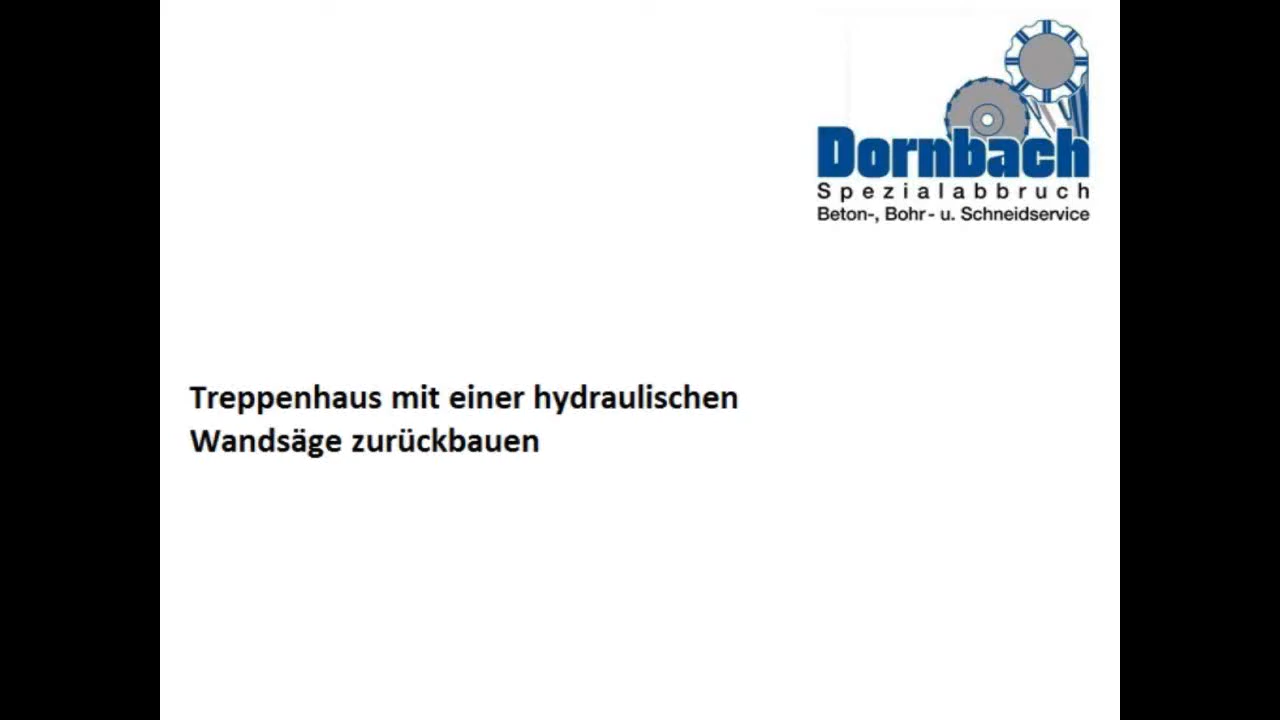 Dornbach
Spezialabbruch
Beton-, Bohr- u. Schneidservice
Treppenhaus mit einer hydraulischen
Wandsäge zurückbauen